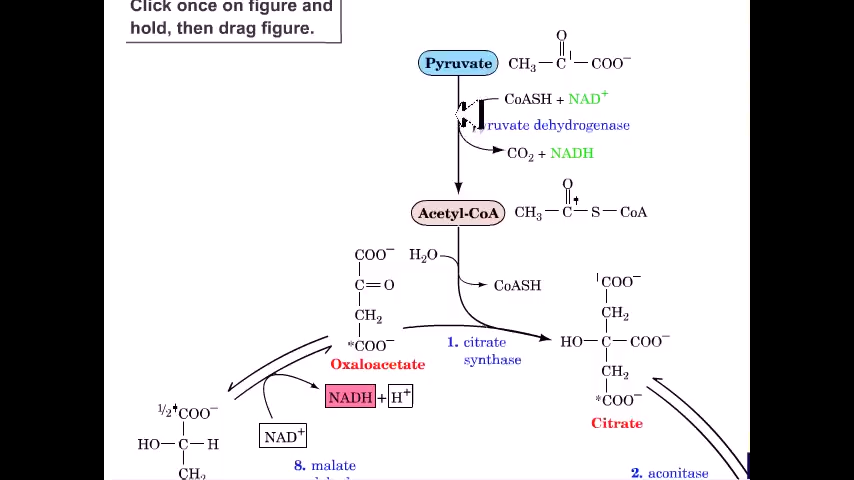 Click once on figure and
hold, then drag figure.
Pyruvate
O
CH₃—C—COO⁻
CoASH + NAD⁺
pyruvate dehydrogenase
CO₂ + NADH
Acetyl-CoA
O
CH₃—C—S—CoA
COO⁻
H₂O
C=O
CoASH
COO⁻
CH₂
CH₂
*COO⁻
1. citrate
synthase
HO—C—COO⁻
Oxaloacetate
CH₂
NADH + H⁺
*COO⁻
1/2 COO⁻
Citrate
NAD⁺
HO—C—H
8. malate
2. aconitase
CH₂